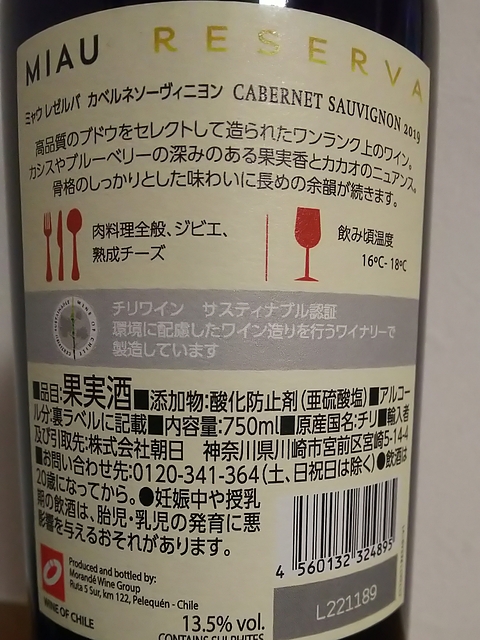 MIAU RESERVA
ミャウ レゼルバ カベルネソーヴィニヨン CABERNET SAUVIGNON 2019
高品質のブドウをセレクトして造られたワンランク上のワイン。
カシスやブルーベリーの深みのある果実香とカカオのニュアンス。
骨格のしっかりとした味わいに長めの余韻が続きます。
肉料理全般、ジビエ、
熟成チーズ
飲み頃温度
16℃- 18℃
チリワイン サスティナブル認証
環境に配慮したワイン造りを行うワイナリーで
製造しています
■品目:果実酒■添加物:酸化防止剤(亜硫酸塩)■アルコー
ル分:裏ラベルに記載■内容量:750ml■原産国名:チリ■輸入者
及び引取先:株式会社朝日 神奈川県川崎市宮前区宮崎5-14-4
■お問い合わせ先:0120-341-364(土、日祝日は除く)●飲酒は
20歳になってから。●妊娠中や授乳
期の飲酒は、胎児・乳児の発育に悪
影響を与えるおそれがあります。
Produced and bottled by:
Morandé Wine Group
Ruta 5 Sur, km 122, Pelequén - Chile
WINE OF CHILE
13.5% vol.
CONTAINS SULPHITES
4 560132 324895
L221189